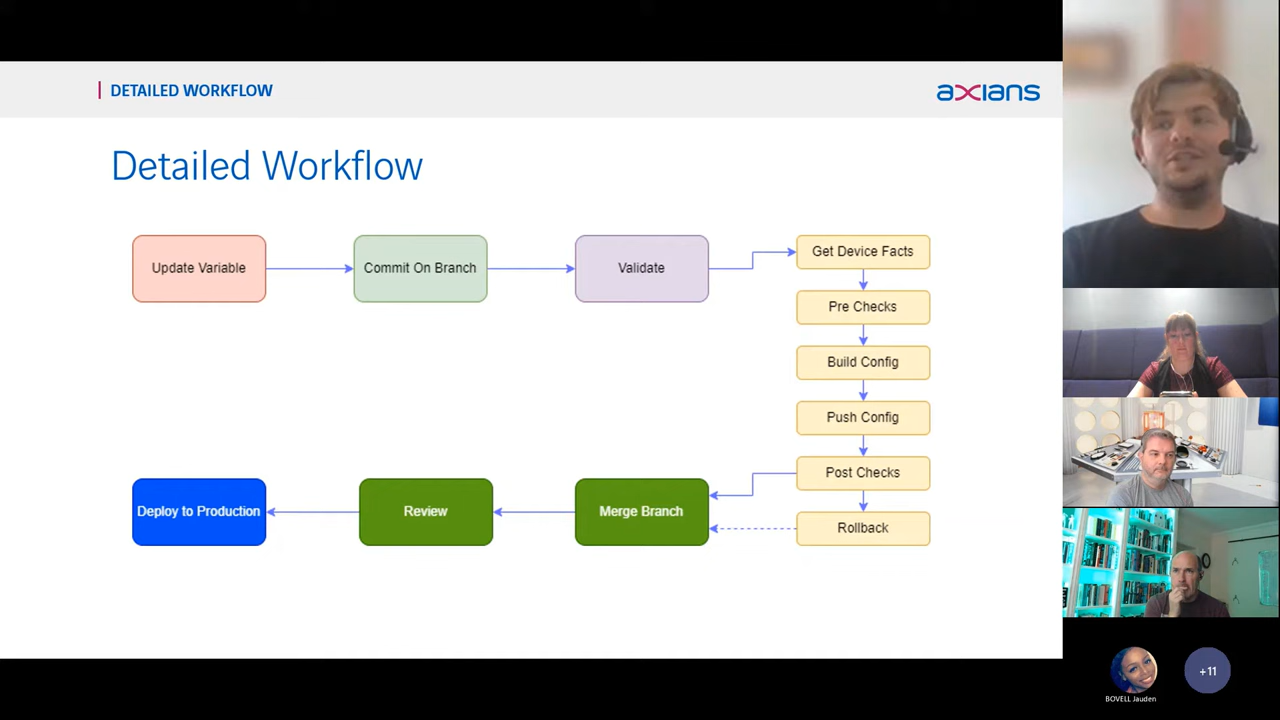 DETAILED WORKFLOW
axians
Detailed Workflow
Update Variable
Commit On Branch
Validate
Get Device Facts
Pre Checks
Build Config
Push Config
Post Checks
Rollback
Merge Branch
Review
Deploy to Production
+11
BOVELL Jauden